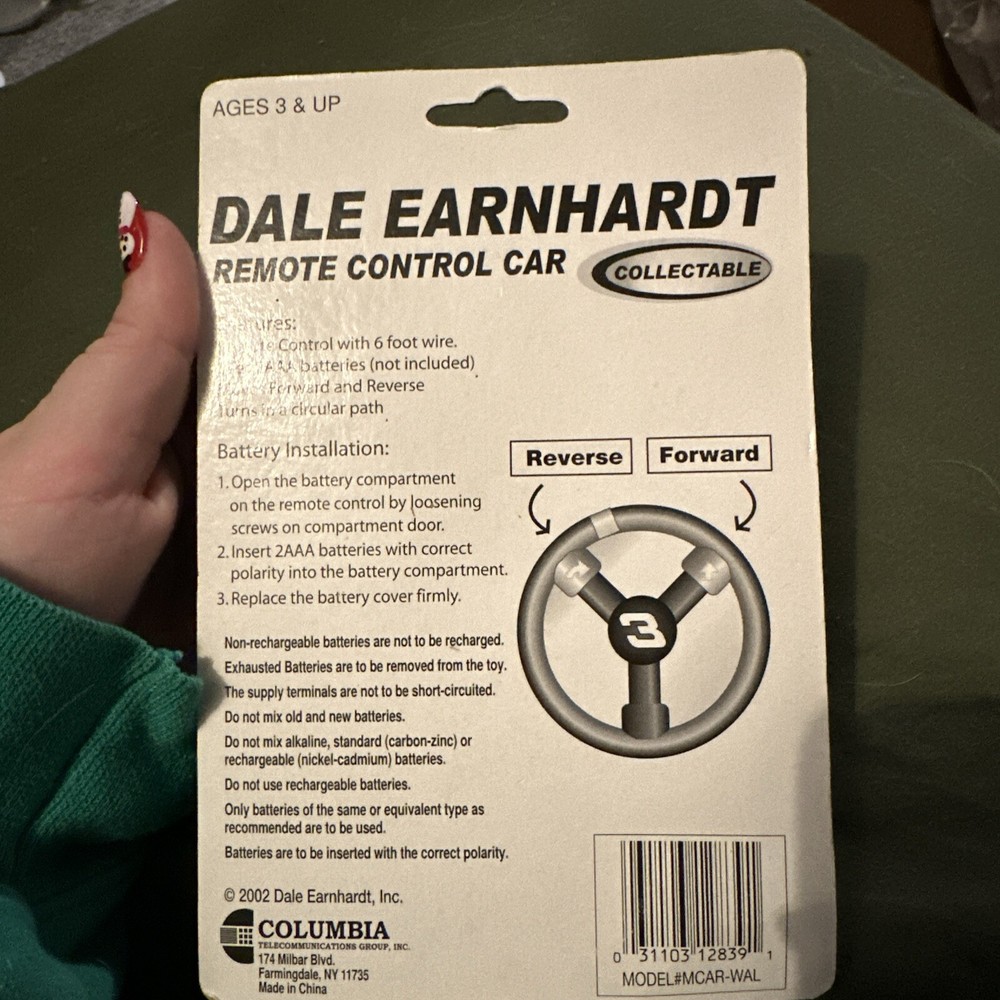 AGES 3 & UP
DALE EARNHARDT
REMOTE CONTROL CAR
COLLECTABLE
Control with 6 foot wire.
AAA batteries (not included)
Forward and Reverse
Turns in a circular path
Battery Installation:
1. Open the battery compartment
on the remote control by loosening
screws on compartment door.
2. Insert 2AAA batteries with correct
polarity into the battery compartment.
3. Replace the battery cover firmly.
Reverse
Forward
3
Non-rechargeable batteries are not to be recharged.
Exhausted Batteries are to be removed from the toy.
The supply terminals are not to be short-circuited.
Do not mix old and new batteries.
Do not mix alkaline, standard (carbon-zinc) or
rechargeable (nickel-cadmium) batteries.
Do not use rechargeable batteries.
Only batteries of the same or equivalent type as
recommended are to be used.
Batteries are to be inserted with the correct polarity.
© 2002 Dale Earnhardt, Inc.
COLUMBIA
TELECOMMUNICATIONS GROUP, INC.
174 Milbar Blvd.
Farmingdale, NY 11735
Made in China
0 31103 12839 1
MODEL#MCAR-WAL